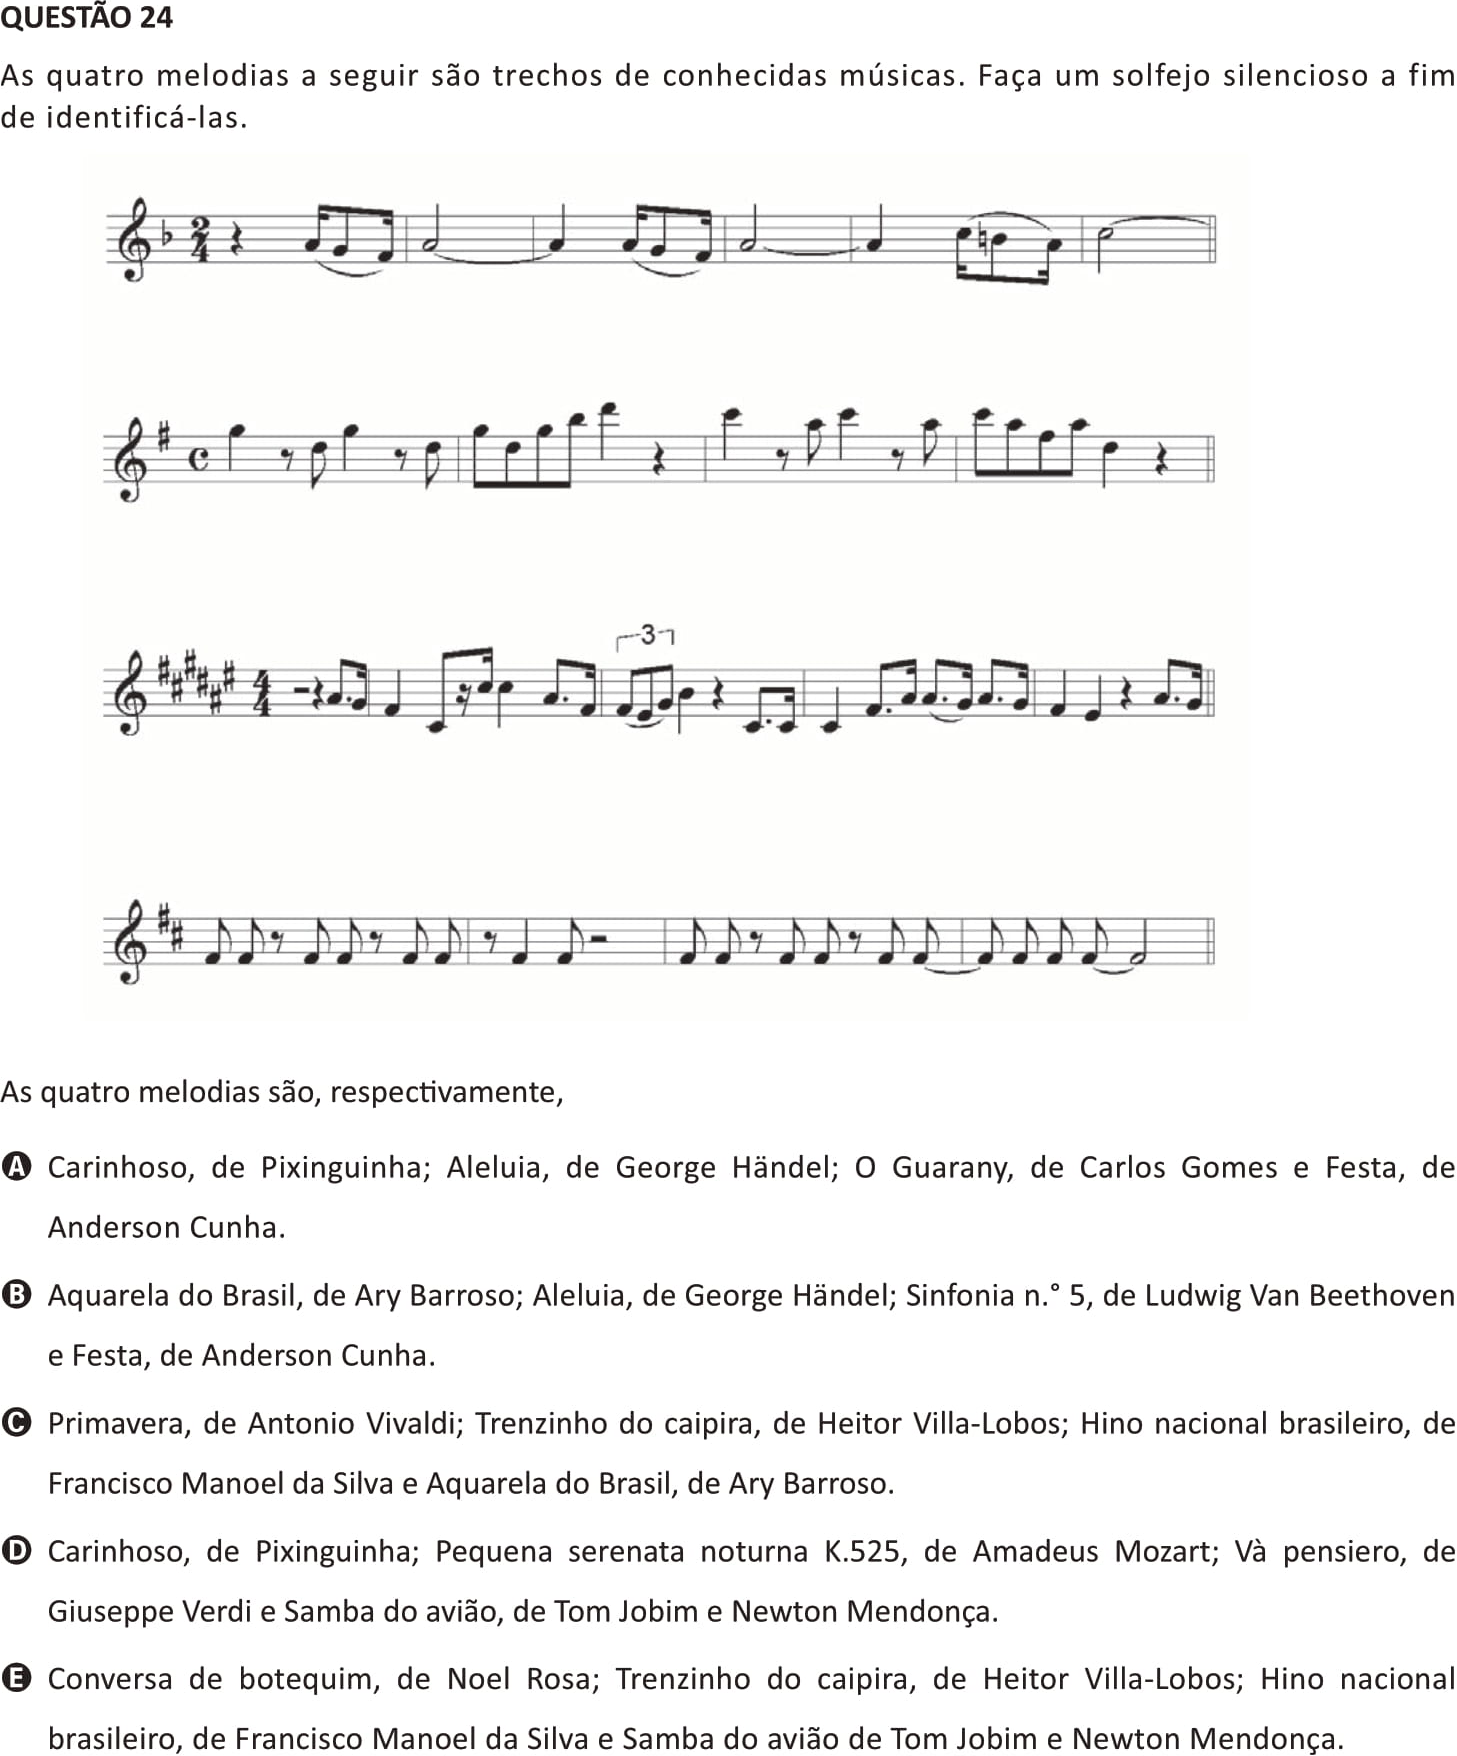 QUESTÃO 24
As quatro melodias a seguir são trechos de conhecidas músicas. Faça um solfejo silencioso a fim
de identificá-las.
3
As quatro melodias são, respectivamente,
A Carinhoso, de Pixinguinha; Aleluia, de George Händel; O Guarany, de Carlos Gomes e Festa, de
Anderson Cunha.
B Aquarela do Brasil, de Ary Barroso; Aleluia, de George Händel; Sinfonia n.° 5, de Ludwig Van Beethoven
e Festa, de Anderson Cunha.
C Primavera, de Antonio Vivaldi; Trenzinho do caipira, de Heitor Villa-Lobos; Hino nacional brasileiro, de
Francisco Manoel da Silva e Aquarela do Brasil, de Ary Barroso.
D Carinhoso, de Pixinguinha; Pequena serenata noturna K.525, de Amadeus Mozart; Và pensiero, de
Giuseppe Verdi e Samba do avião, de Tom Jobim e Newton Mendonça.
E Conversa de botequim, de Noel Rosa; Trenzinho do caipira, de Heitor Villa-Lobos; Hino nacional
brasileiro, de Francisco Manoel da Silva e Samba do avião de Tom Jobim e Newton Mendonça.